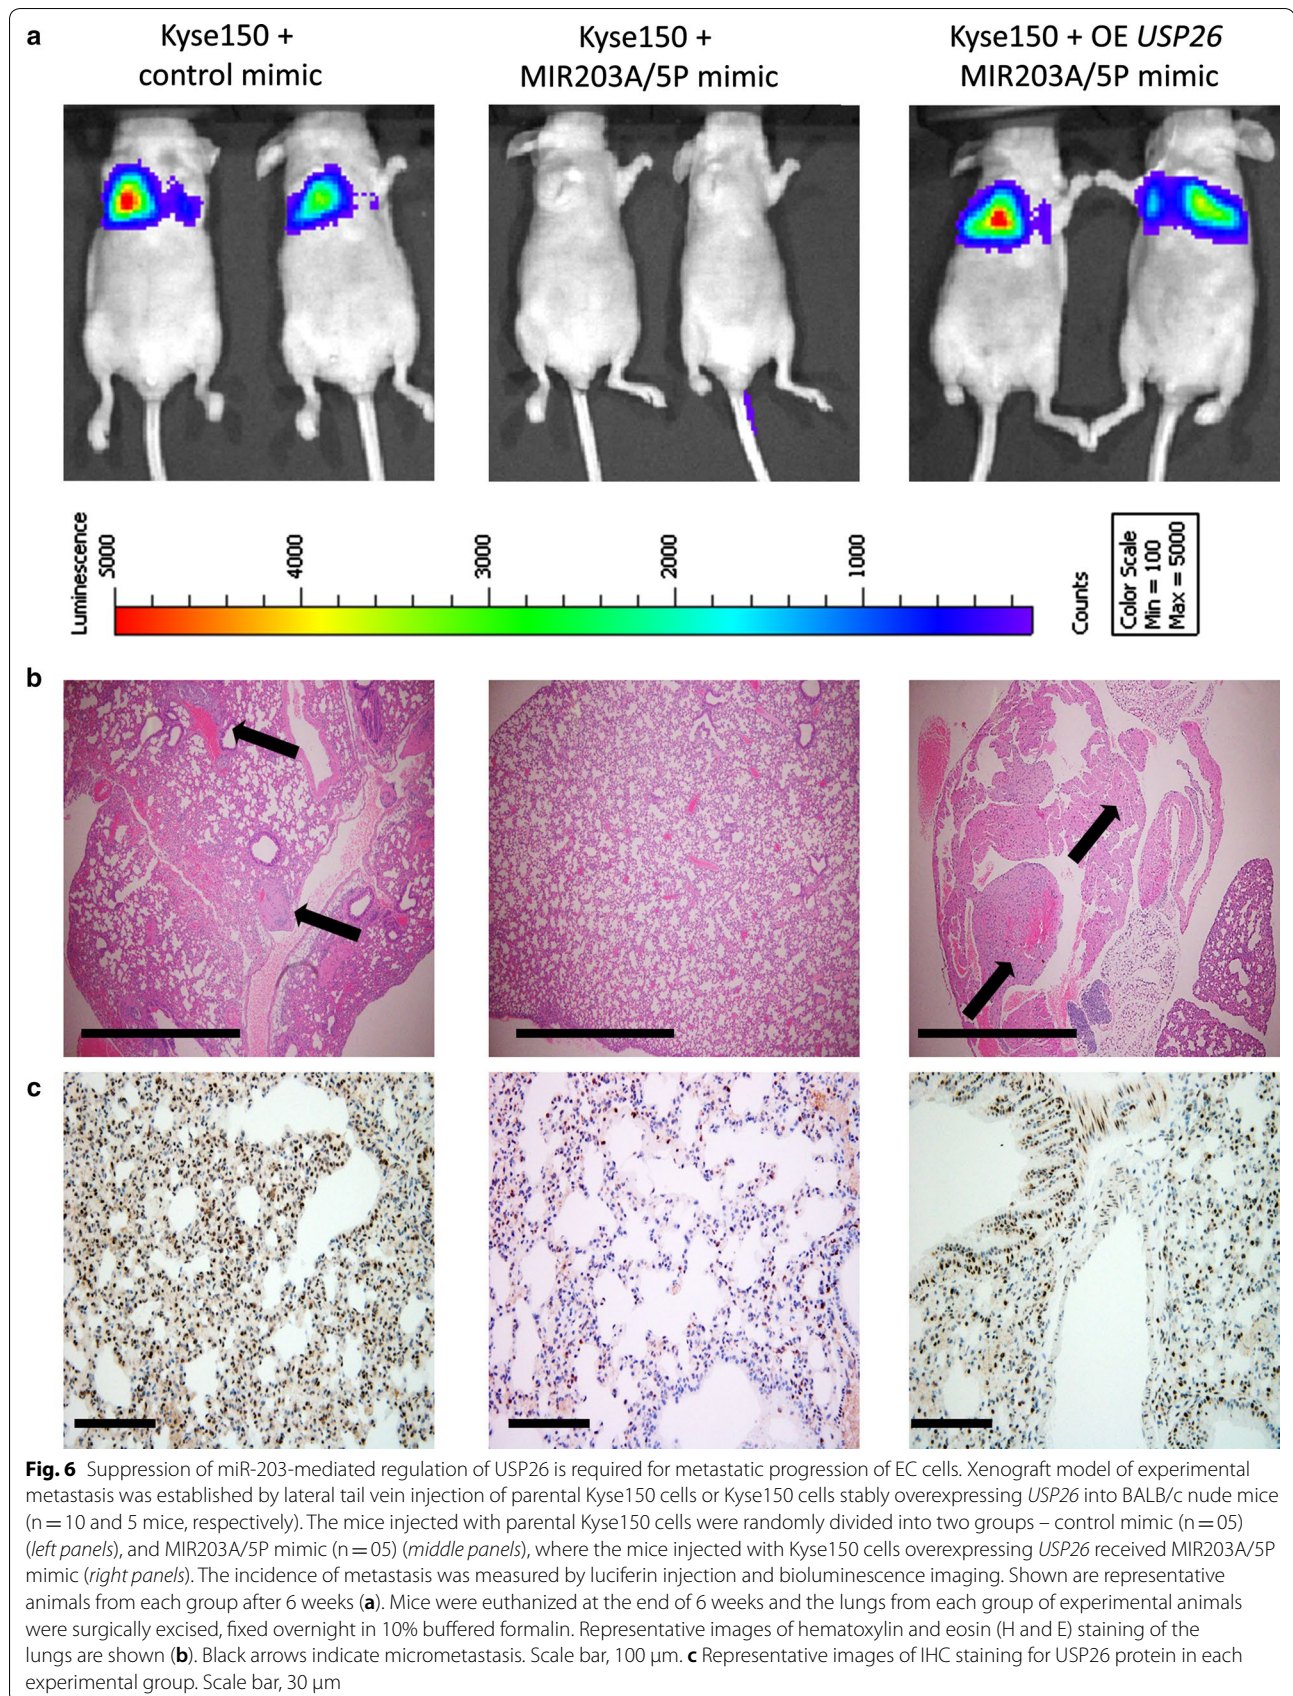 a
Kyse150 +
control mimic
Kyse150 +
MIR203A/5P mimic
Kyse150 + OE USP26
MIR203A/5P mimic
Luminescence
5000
4000
3000
2000
1000
Counts
Color Scale
Min = 100
Max = 5000
b
c
Fig. 6 Suppression of miR-203-mediated regulation of USP26 is required for metastatic progression of EC cells. Xenograft model of experimental
metastasis was established by lateral tail vein injection of parental Kyse150 cells or Kyse150 cells stably overexpressing USP26 into BALB/c nude mice
(n = 10 and 5 mice, respectively). The mice injected with parental Kyse150 cells were randomly divided into two groups – control mimic (n = 05)
(left panels), and MIR203A/5P mimic (n = 05) (middle panels), where the mice injected with Kyse150 cells overexpressing USP26 received MIR203A/5P
mimic (right panels). The incidence of metastasis was measured by luciferin injection and bioluminescence imaging. Shown are representative
animals from each group after 6 weeks (a). Mice were euthanized at the end of 6 weeks and the lungs from each group of experimental animals
were surgically excised, fixed overnight in 10% buffered formalin. Representative images of hematoxylin and eosin (H and E) staining of the
lungs are shown (b). Black arrows indicate micrometastasis. Scale bar, 100 µm. c Representative images of IHC staining for USP26 protein in each
experimental group. Scale bar, 30 µm